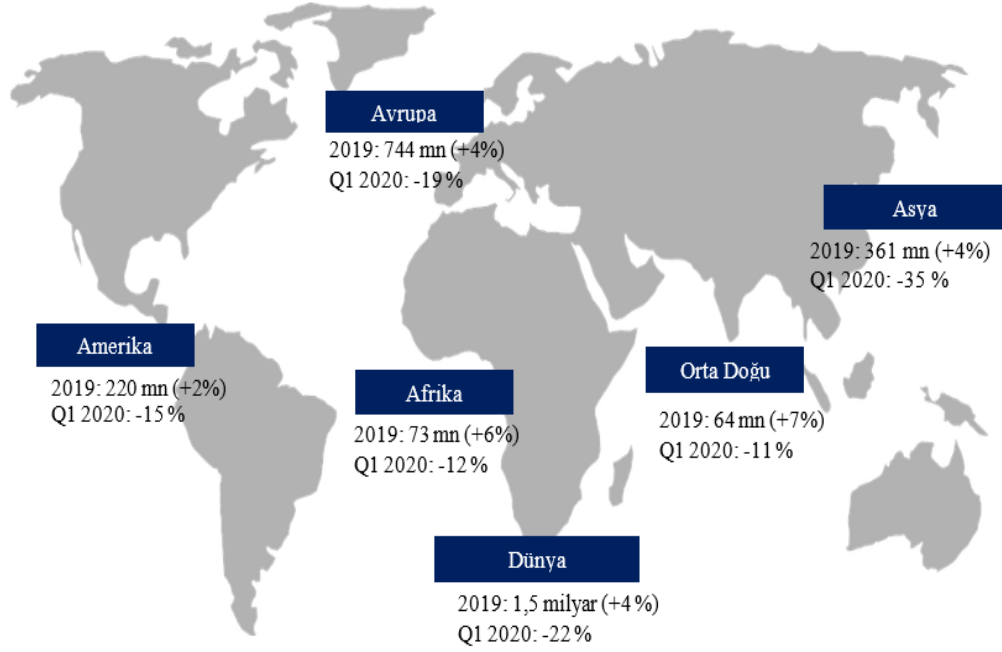 Avrupa
2019: 744 mn (+4%)
Q1 2020: -19%
Asya
2019: 361 mn (+4%)
Q1 2020: -35 %
Amerika
2019: 220 mn (+2%)
Q1 2020: -15%
Afrika
2019: 73 mn (+6%)
Q1 2020: -12%
Orta Doğu
2019: 64 mn (+7%)
Q1 2020: -11%
Dünya
2019: 1,5 milyar (+4%)
Q1 2020: -22%